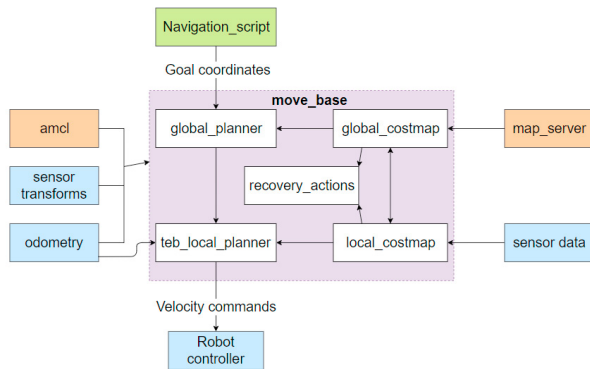 Navigation_script
Goal coordinates
move_base
amcl
global_planner
global_costmap
map_server
sensor
transforms
recovery_actions
odometry
teb_local_planner
local_costmap
sensor data
Velocity commands
Robot
controller